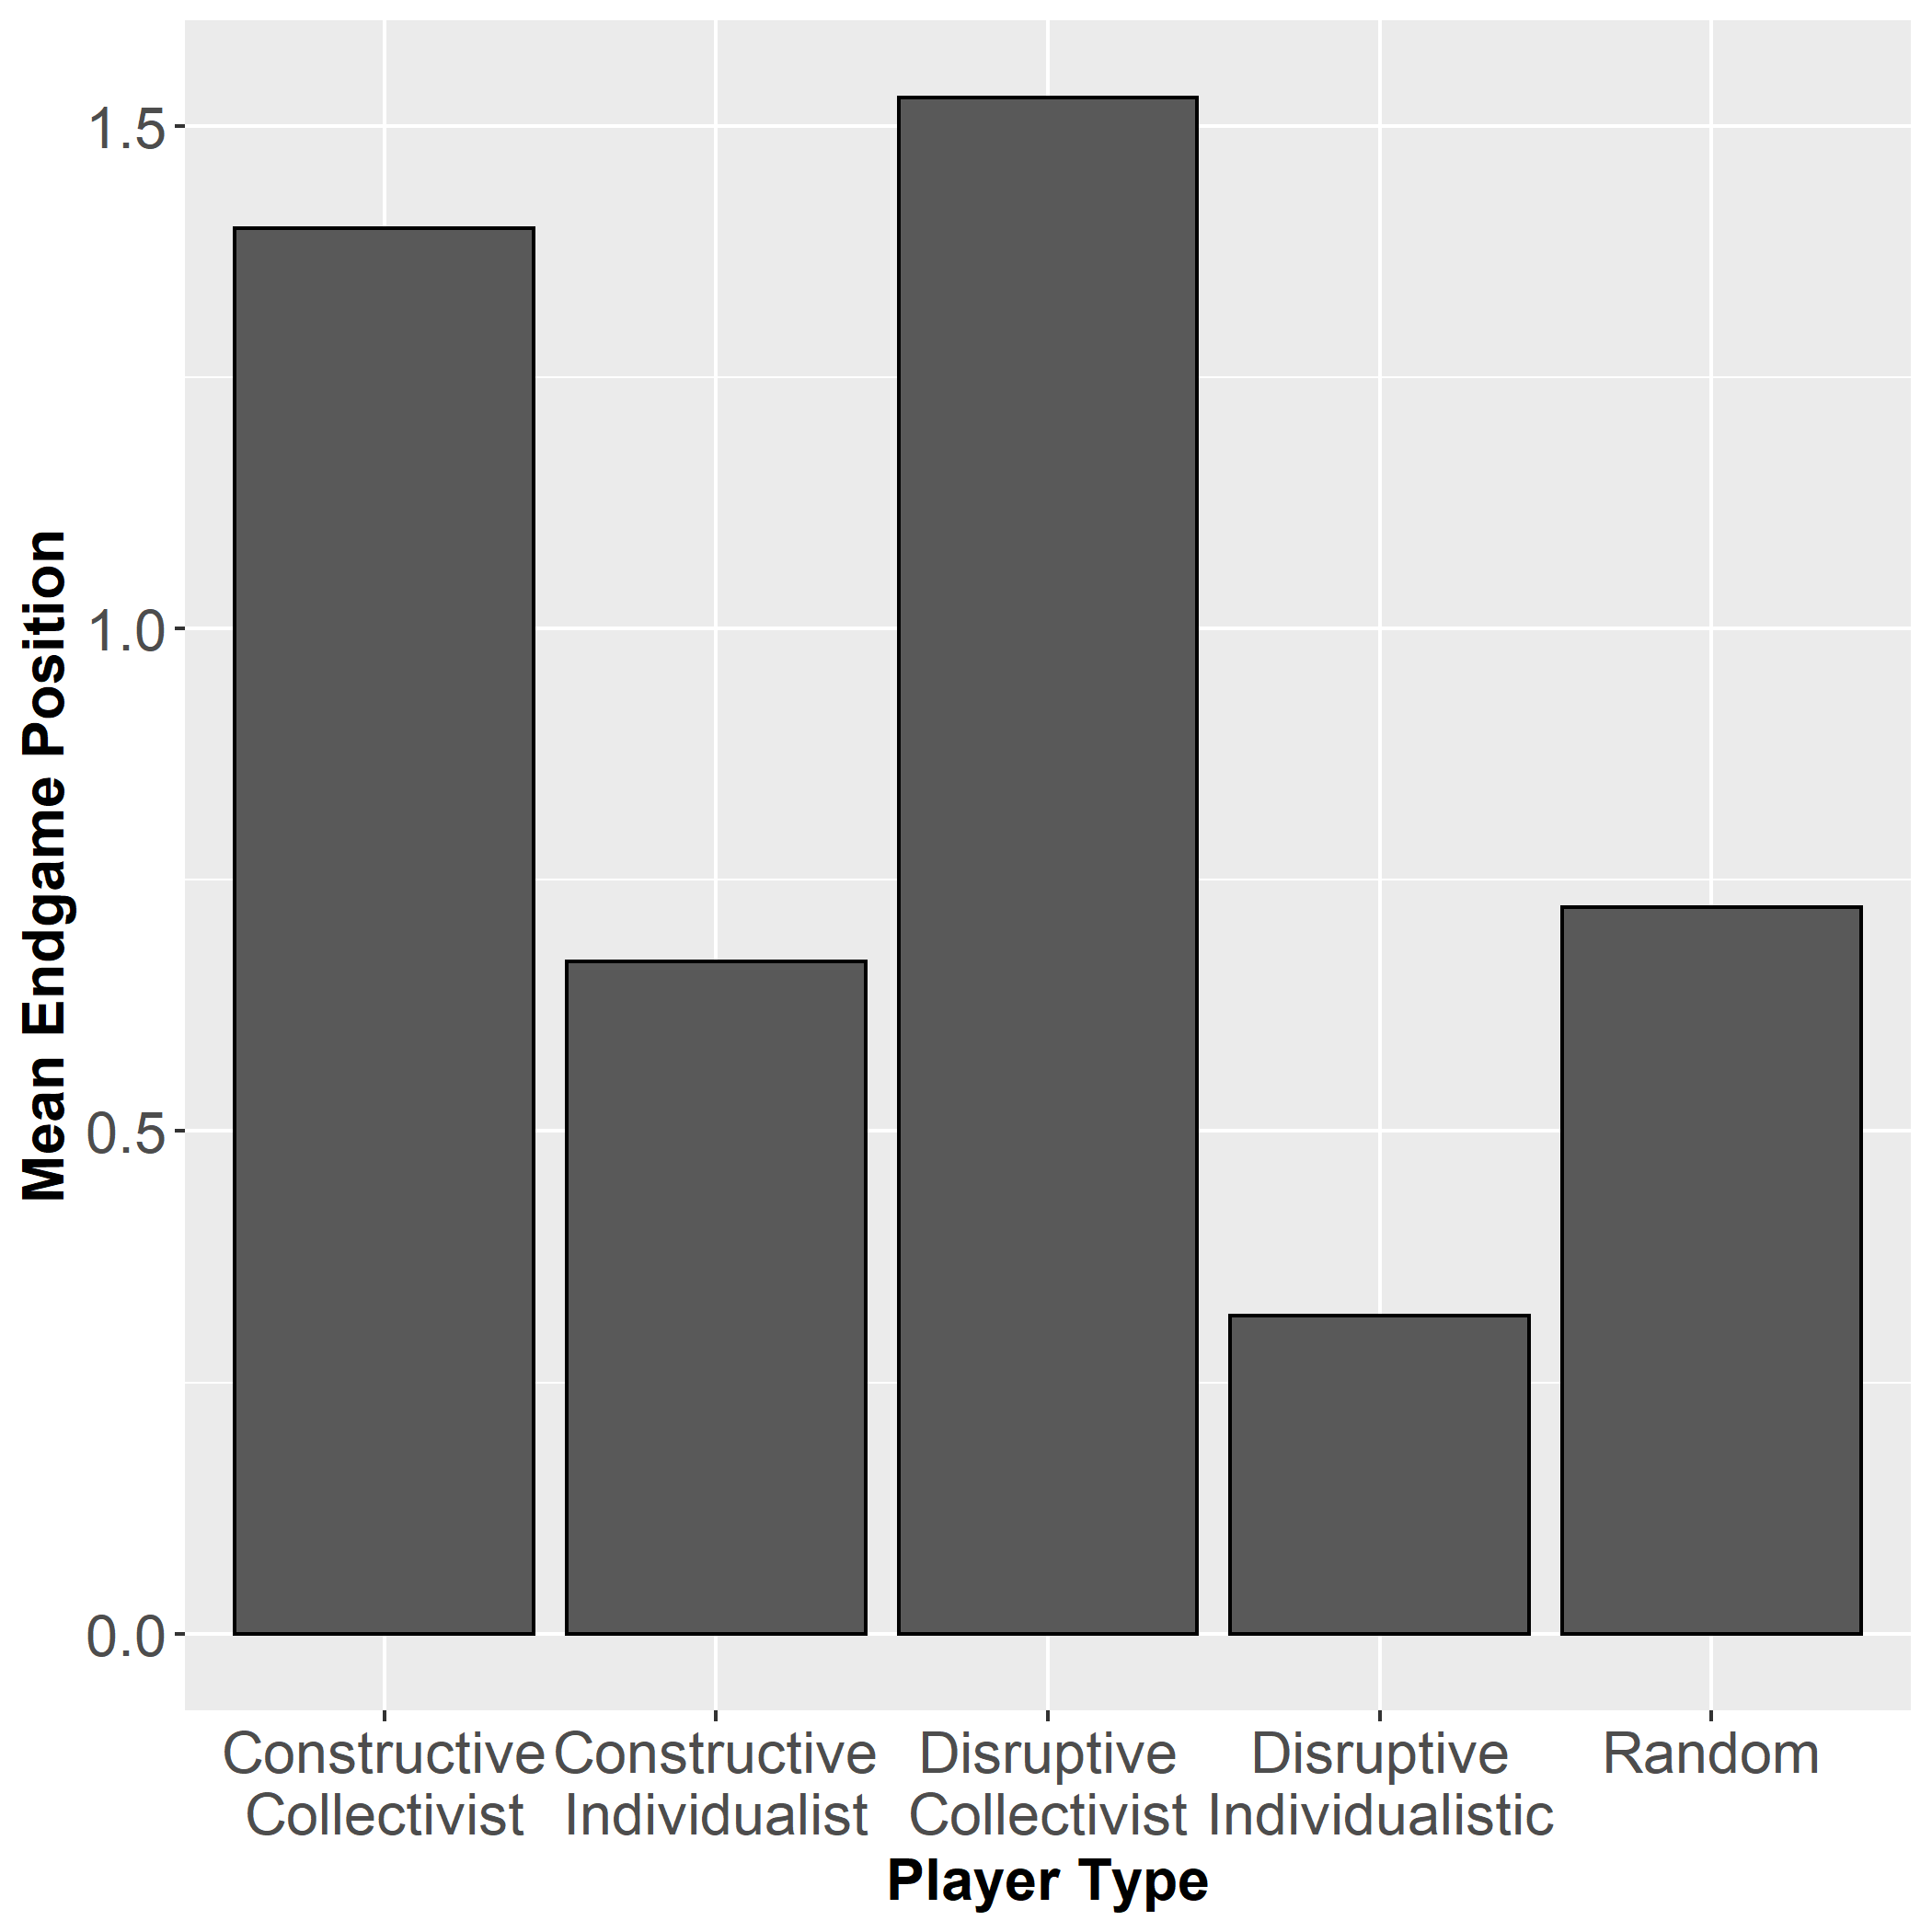 Mean Endgame Position
1.5
1.0
0.5
0.0
Constructive Collectivist
Constructive Individualist
Disruptive Collectivist
Disruptive Individualistic
Random
Player Type